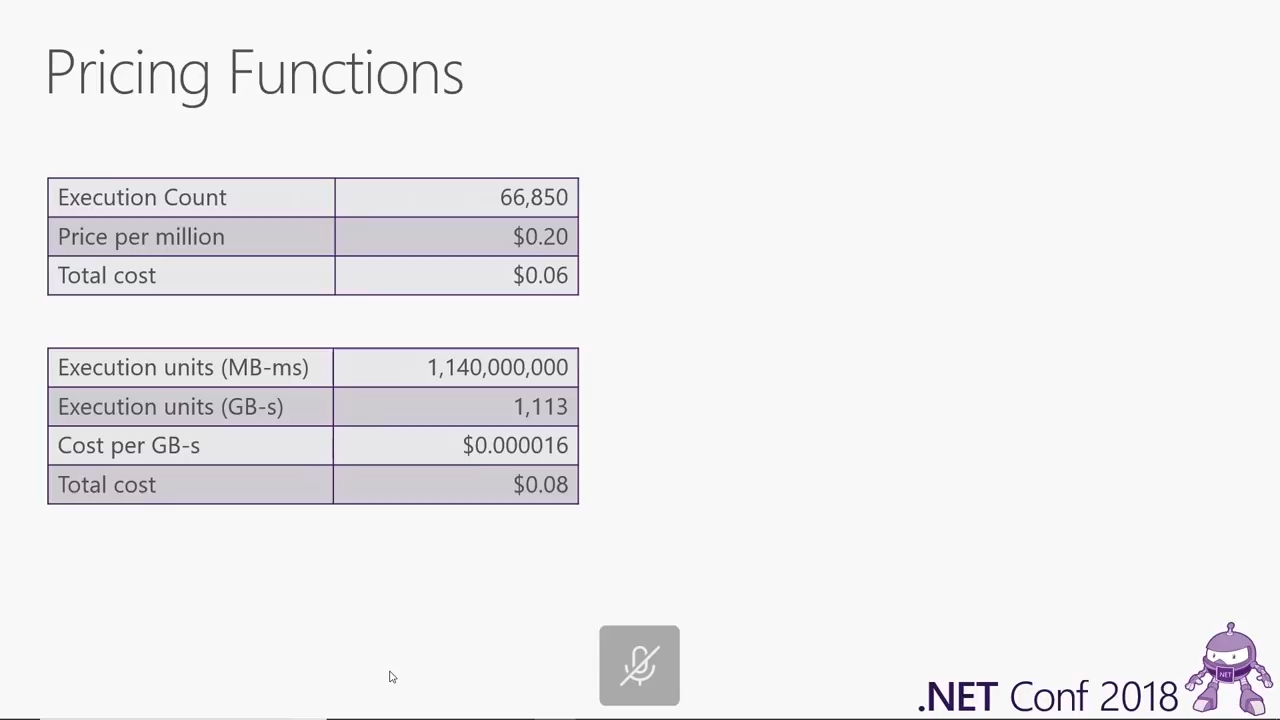 Pricing Functions
Execution Count 66,850
Price per million $0.20
Total cost $0.06
Execution units (MB-ms) 1,140,000,000
Execution units (GB-s) 1,113
Cost per GB-s $0.000016
Total cost $0.08
.NET
.NET Conf 2018